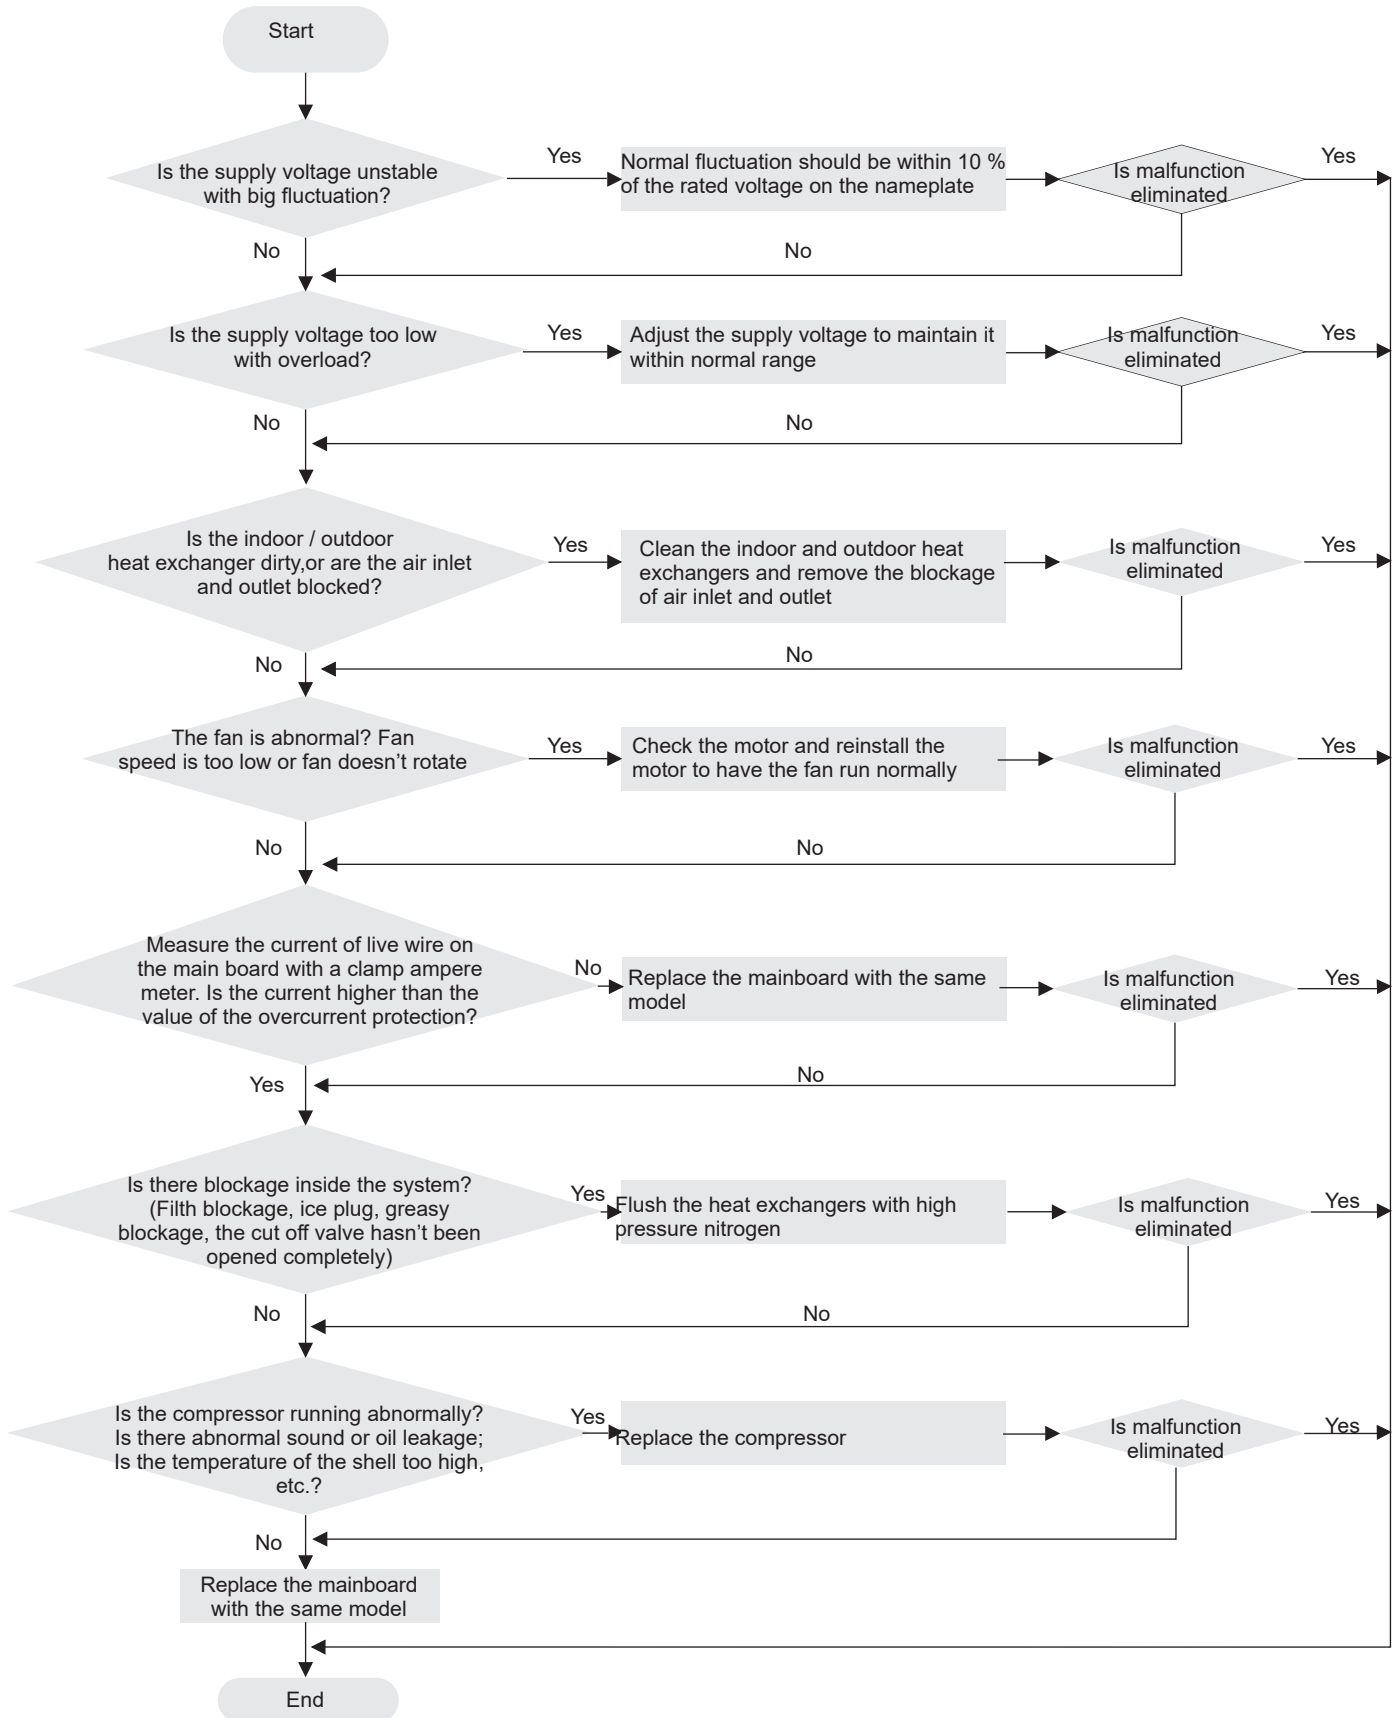 Start
Is the supply voltage unstable
with big fluctuation?
Yes
Normal fluctuation should be within 10 %
of the rated voltage on the nameplate
Is malfunction
eliminated
Yes
No
No
Is the supply voltage too low
with overload?
Yes
Adjust the supply voltage to maintain it
within normal range
Is malfunction
eliminated
Yes
No
No
Is the indoor / outdoor
heat exchanger dirty,or are the air inlet
and outlet blocked?
Yes
Clean the indoor and outdoor heat
exchangers and remove the blockage
of air inlet and outlet
Is malfunction
eliminated
Yes
No
No
The fan is abnormal? Fan
speed is too low or fan doesn’t rotate
Yes
Check the motor and reinstall the
motor to have the fan run normally
Is malfunction
eliminated
Yes
No
No
Measure the current of live wire on
the main board with a clamp ampere
meter. Is the current higher than the
value of the overcurrent protection?
No
Replace the mainboard with the same
model
Is malfunction
eliminated
Yes
Yes
No
Is there blockage inside the system?
(Filth blockage, ice plug, greasy
blockage, the cut off valve hasn’t been
opened completely)
Yes
Flush the heat exchangers with high
pressure nitrogen
Is malfunction
eliminated
Yes
No
No
Is the compressor running abnormally?
Is there abnormal sound or oil leakage;
Is the temperature of the shell too high,
etc.?
Yes
Replace the compressor
Is malfunction
eliminated
Yes
No
Replace the mainboard
with the same model
End